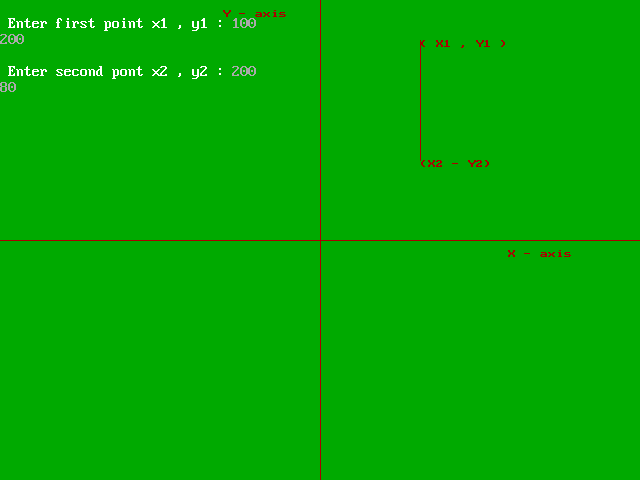 Y - axis
Enter first point x1 , y1 : 100
200
( X1 , Y1 )
Enter second pont x2 , y2 : 200
80
(X2 - Y2)
X - axis